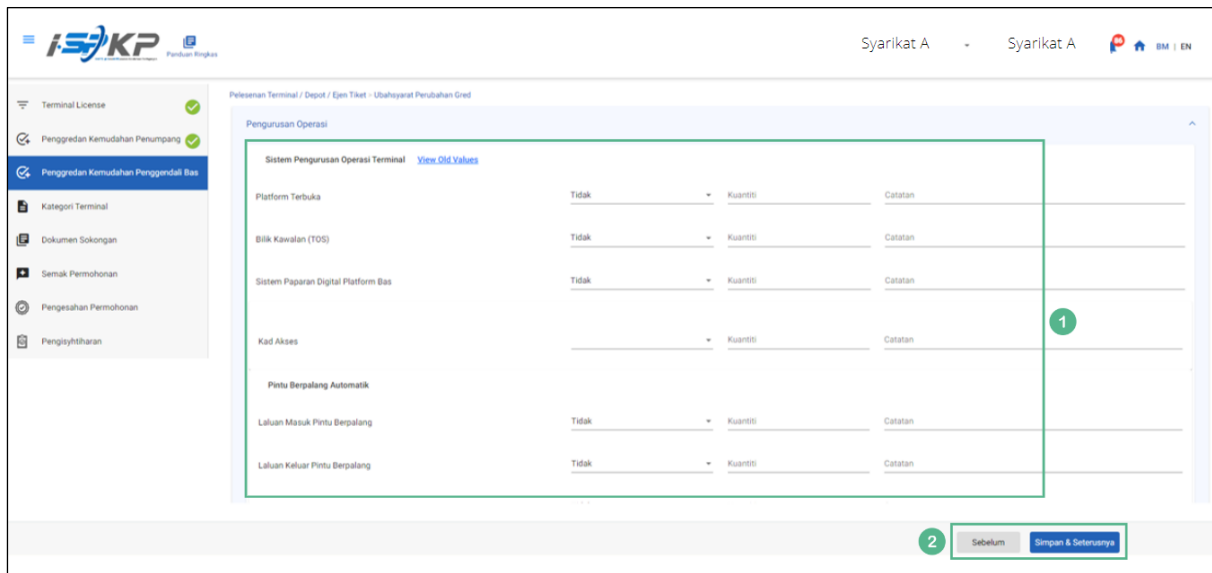 i-SPKP
Panduan Ringkas
Syarikat A
Syarikat A
86
BM | EN
Terminal License
Penggredan Kemudahan Penumpang
Penggredan Kemudahan Penggendali Bas
Kategori Terminal
Dokumen Sokongan
Semak Permohonan
Pengesahan Permohonan
Pengisyhtiharan
Pelesenan Terminal / Depot / Ejen Tiket - Ubahsyarat Perubahan Gred
Pengurusan Operasi
Sistem Pengurusan Operasi Terminal View Old Values
Platform Terbuka Tidak Kuantiti Catatan
Bilik Kawalan (TOS) Tidak Kuantiti Catatan
Sistem Paparan Digital Platform Bas Tidak Kuantiti Catatan
1
Kad Akses Kuantiti Catatan
Pintu Berpalang Automatik
Laluan Masuk Pintu Berpalang Tidak Kuantiti Catatan
Laluan Keluar Pintu Berpalang Tidak Kuantiti Catatan
2 Sebelum Simpan & Seterusnya